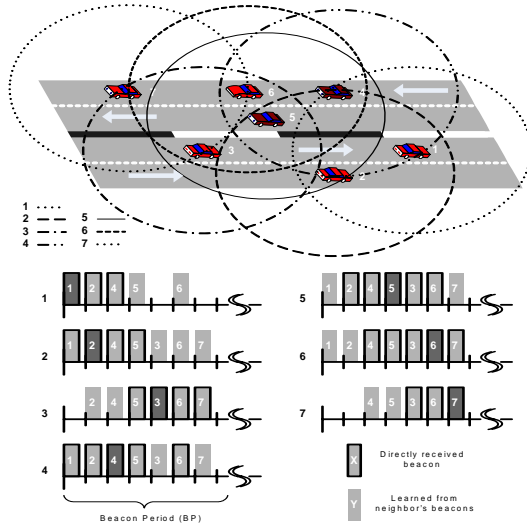 6
5
3
1
2
1
2 5
3 6
4 7
1 1 2 4 5 6
5 1 2 4 5 3 6 7
2 1 2 4 5 3 6 7
6 1 2 4 5 3 6 7
3 2 4 5 3 6 7
7 4 5 3 6 7
4 1 2 4 5 3 6 7
X Directly received
beacon
Y Learned from
neighbor's beacons
Beacon Period (BP)